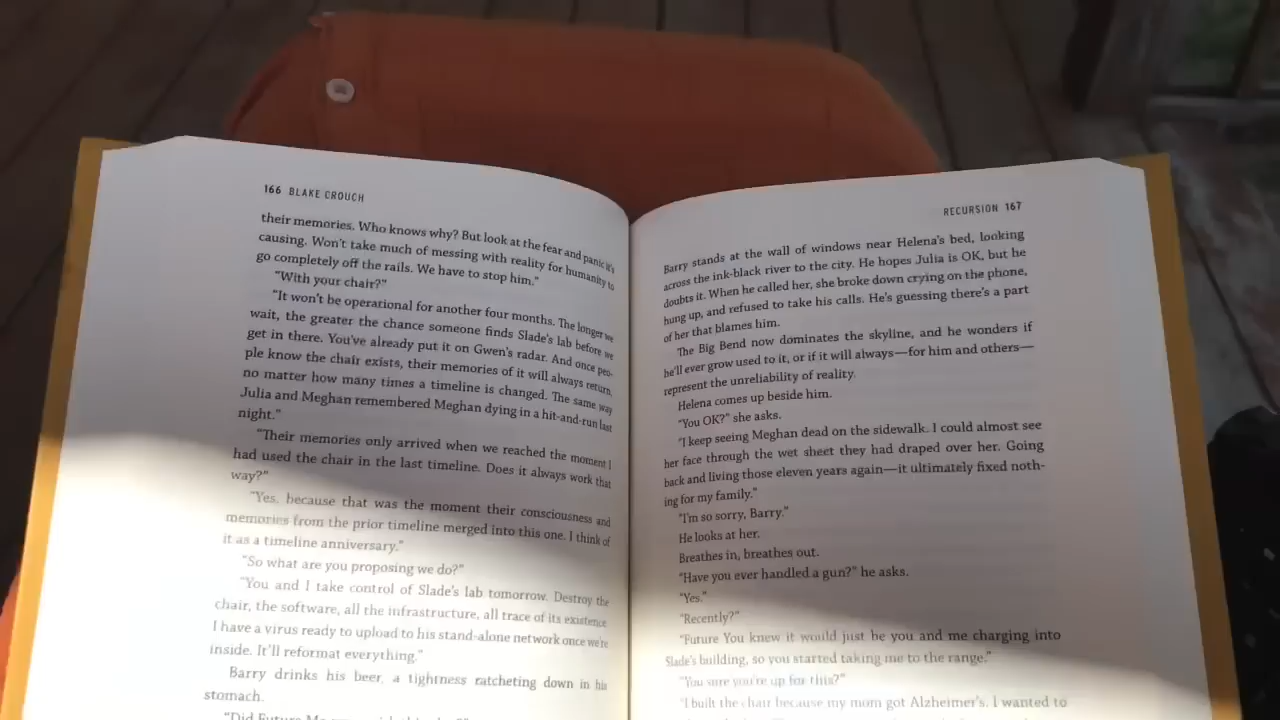 166 BLAKE CROUCH
their memories. Who knows why? But look at the fear and panic it's
causing. Won't take much of messing with reality for humanity to
go completely off the rails. We have to stop him."
"With your chair?"
"It won't be operational for another four months. The longer we
wait, the greater the chance someone finds Slade's lab before we
get in there. You've already put it on Gwen's radar. And once peo-
ple know the chair exists, their memories of it will always return,
no matter how many times a timeline is changed. The same way
Julia and Meghan remembered Meghan dying in a hit-and-run last
night."
"Their memories only arrived when we reached the moment I
had used the chair in the last timeline. Does it always work that
way?"
"Yes, because that was the moment their consciousness and
memories from the prior timeline merged into this one. I think of
it as a timeline anniversary."
"So what are you proposing we do?"
"You and I take control of Slade's lab tomorrow. Destroy the
chair, the software, all the infrastructure, all trace of its existence
I have a virus ready to upload to his stand-alone network once we're
inside. It'll reformat everything."
Barry drinks his beer, a tightness ratcheting down in his
stomach.
"Did Future Me
RECURSION 167
Barry stands at the wall of windows near Helena's bed, looking
across the ink-black river to the city. He hopes Julia is OK, but he
doubts it. When he called her, she broke down crying on the phone,
hung up, and refused to take his calls. He's guessing there's a part
of her that blames him.
The Big Bend now dominates the skyline, and he wonders if
he'll ever grow used to it, or if it will always—for him and others—
represent the unreliability of reality.
Helena comes up beside him.
"You OK?" she asks.
"I keep seeing Meghan dead on the sidewalk. I could almost see
her face through the wet sheet they had draped over her. Going
back and living those eleven years again—it ultimately fixed noth-
ing for my family."
"I'm so sorry, Barry."
He looks at her.
Breathes in, breathes out.
"Have you ever handled a gun?" he asks.
"Yes."
"Recently?"
"Future You knew it would just be you and me charging into
Slade's building, so you started taking me to the range."
"You sure you're up for this?"
"I built the chair because my mom got Alzheimer's. I wanted to